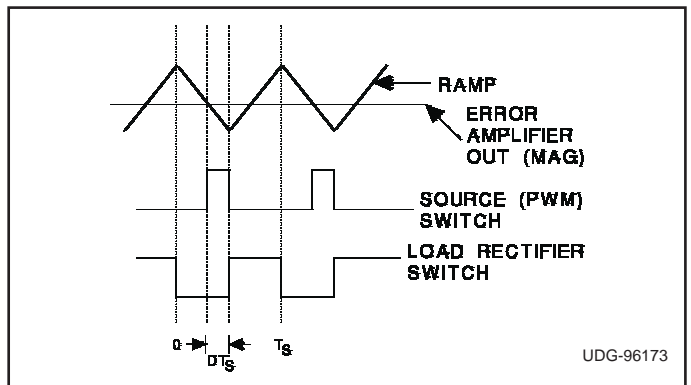 RAMP
ERROR
AMPLIFIER
OUT (MAG)
SOURCE (PWM)
SWITCH
LOAD RECTIFIER
SWITCH
0
DTS
TS
UDG-96173